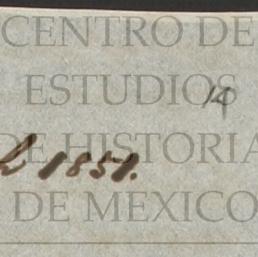 CENTRO DE
ESTUDIOS
14
DE HISTORIA
1851.
DE MEXICO